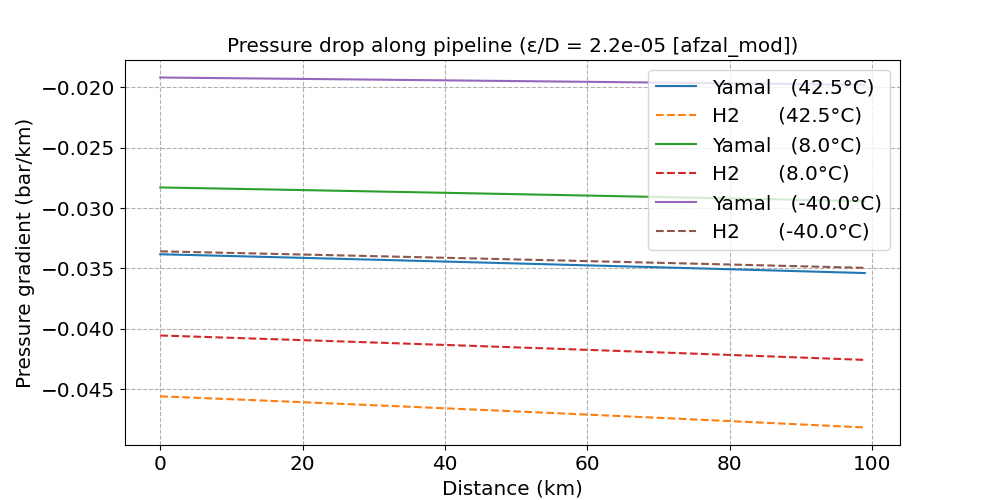 Pressure drop along pipeline (ε/D = 2.2e-05 [afzal_mod])
Pressure gradient (bar/km)
−0.020
−0.025
−0.030
−0.035
−0.040
−0.045
Yamal (42.5°C)
H2 (42.5°C)
Yamal (8.0°C)
H2 (8.0°C)
Yamal (-40.0°C)
H2 (-40.0°C)
0 20 40 60 80 100
Distance (km)